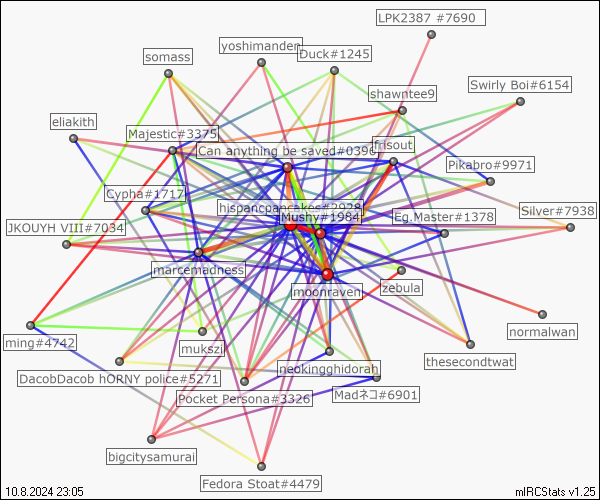 LPK2387 #7690
yoshimanden
Duck#1245
somass
shawntee9
Swirly Boi#6154
eliakith
Majestic#3375
Can anything be saved#0396
frisout
Pikabro#9971
Cypha#1717
hispancpancakes#2928
Mushy#1984
Eg.Master#1378
Silver#7938
JKOUYH VIII#7034
marcemadness
moonraven
zebula
normalwan
ming#4742
mukszi
neokingghidorah
thesecondtwat
DacobDacob hORNY police#5271
Pocket Persona#3326
Madネコ#6901
bigcitysamurai
Fedora Stoat#4479
10.8.2024 23:05
mIRCStats v1.25